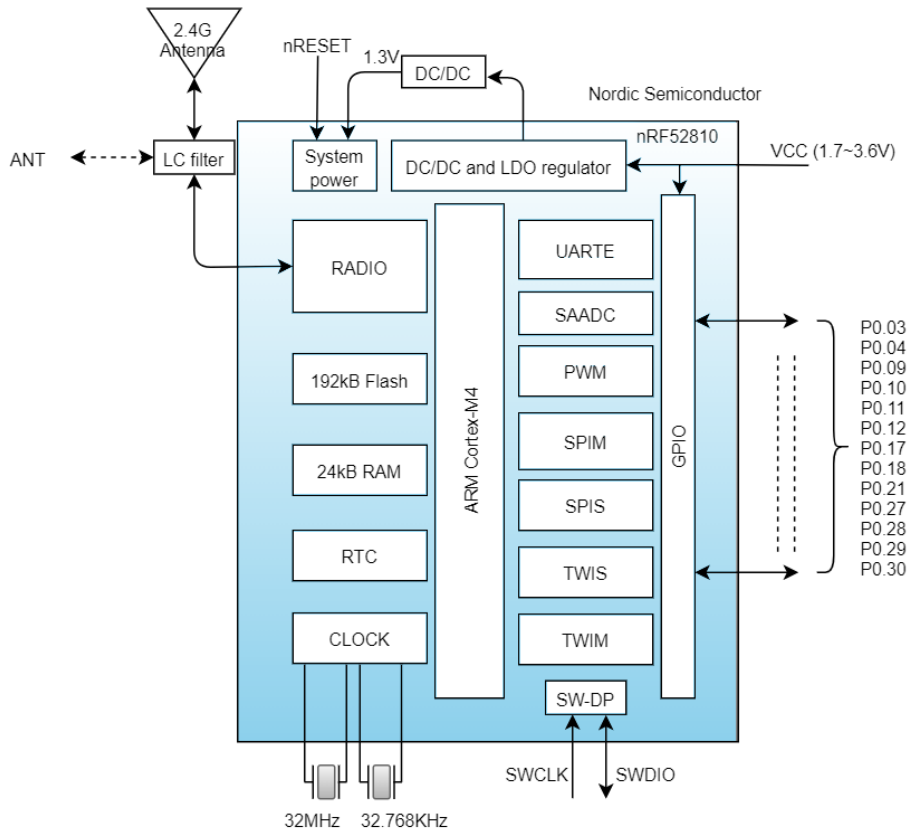 2.4G
Antenna
nRESET
1.3V
DC/DC
Nordic Semiconductor
nRF52810
ANT
LC filter
System
power
DC/DC and LDO regulator
VCC (1.7~3.6V)
RADIO
192kB Flash
24kB RAM
RTC
CLOCK
ARM Cortex-M4
UARTE
SAADC
PWM
SPIM
SPIS
TWIS
TWIM
SW-DP
GPIO
P0.03
P0.04
P0.09
P0.10
P0.11
P0.12
P0.17
P0.18
P0.21
P0.27
P0.28
P0.29
P0.30
SWCLK
SWDIO
32MHz
32.768KHz